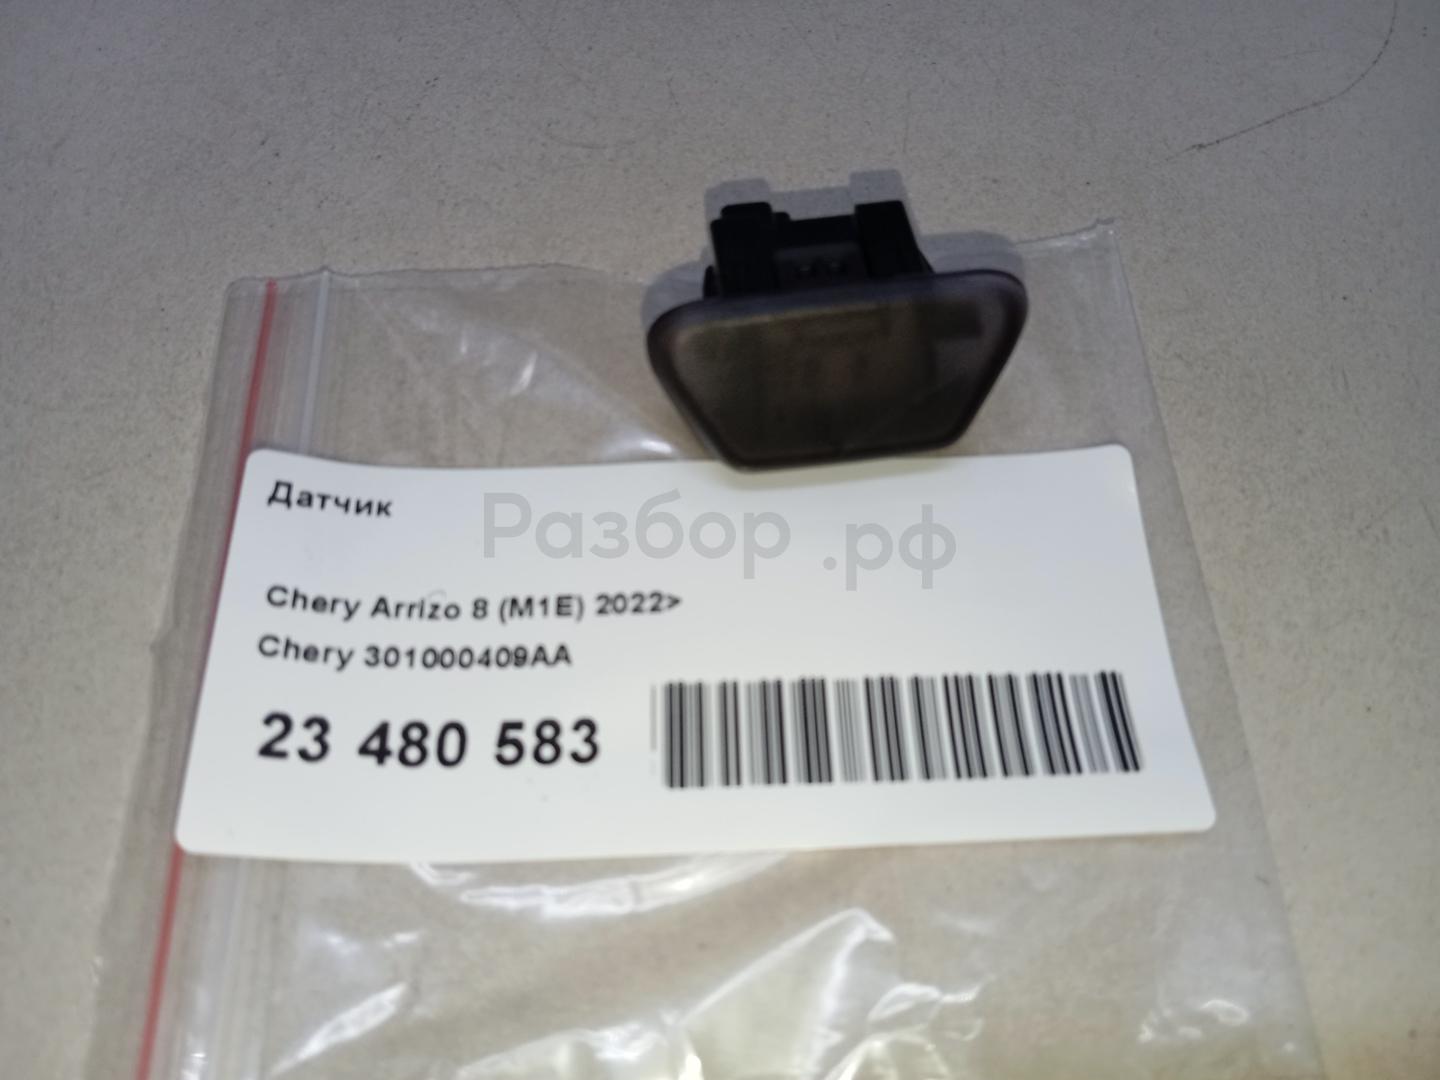 Датчик
Разбор.рф
Chery Arrizo 8 (M1E) 2022>
Chery 301000409AA
23 480 583